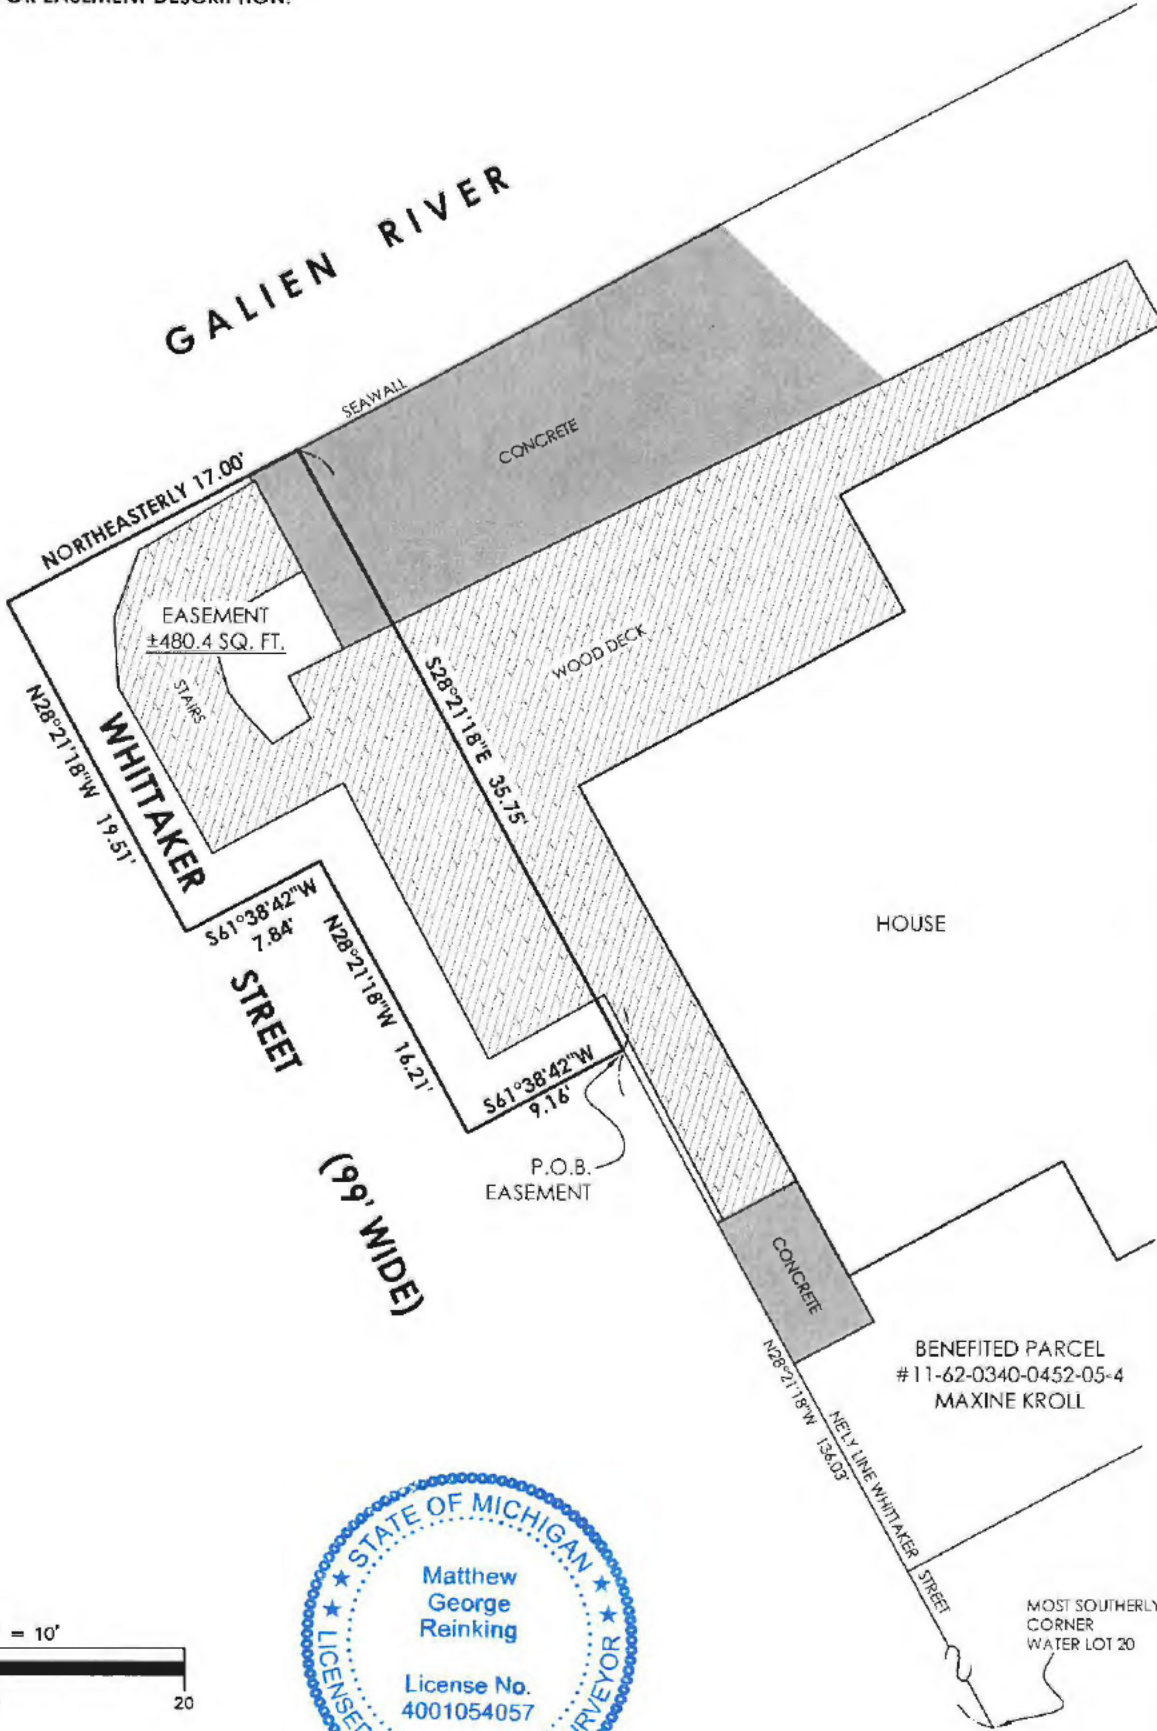 OR EASEMENT DESCRIPTION.
GALIEN RIVER
SEAWALL
CONCRETE
NORTHEASTERLY 17.00'
EASEMENT
±480.4 SQ. FT.
STAIRS
WOOD DECK
S28°21'18"E 35.75'
N28°21'18"W 19.51'
WHITTAKER
STREET
(99' WIDE)
S61°38'42"W
7.84'
N28°21'18"W 16.21'
S61°38'42"W
9.16'
HOUSE
P.O.B.
EASEMENT
CONCRETE
BENEFITED PARCEL
#11-62-0340-0452-05-4
MAXINE KROLL
N28°21'18"W 136.03'
NE'LY LINE WHITTAKER STREET
MOST SOUTHERLY
CORNER
WATER LOT 20
= 10'
20
STATE OF MICHIGAN
Matthew
George
Reinking
License No.
4001054057
LICENSED